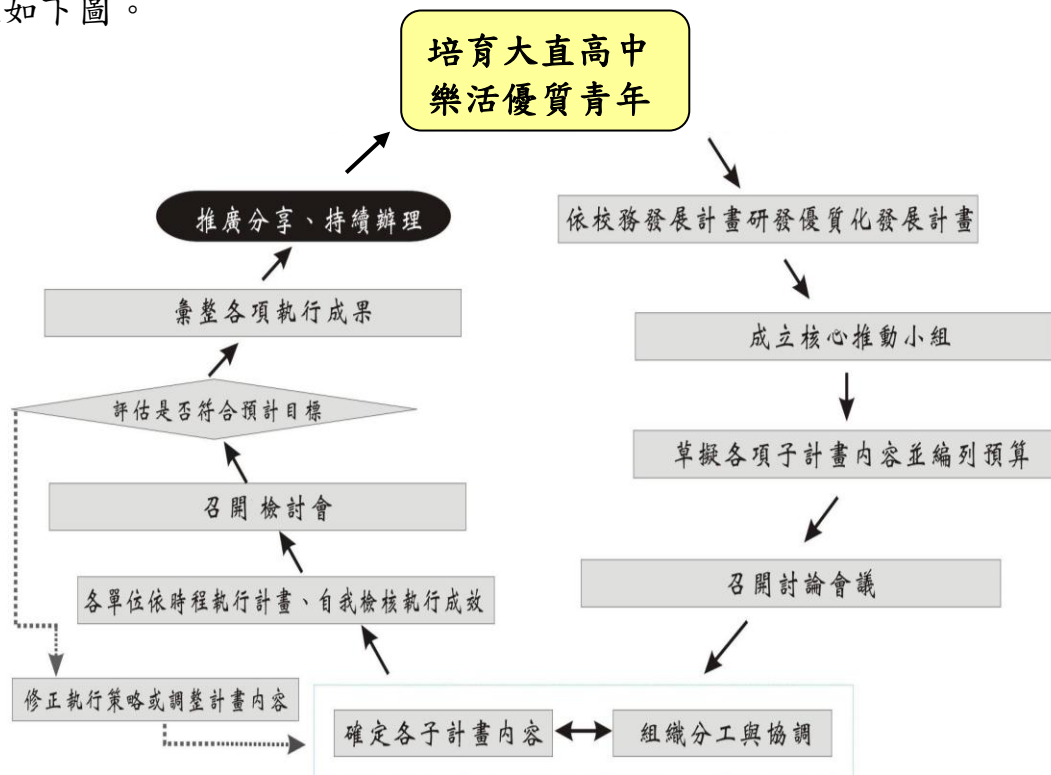 如下圖。
培育大直高中
樂活優質青年
推廣分享、持續辦理
依校務發展計畫研發優質化發展計畫
彙整各項執行成果
成立核心推動小組
評估是否符合預計目標
草擬各項子計畫內容並編列預算
召開檢討會
召開討論會議
各單位依時程執行計畫、自我檢核執行成效
修正執行策略或調整計畫內容
確定各子計畫內容
組織分工與協調